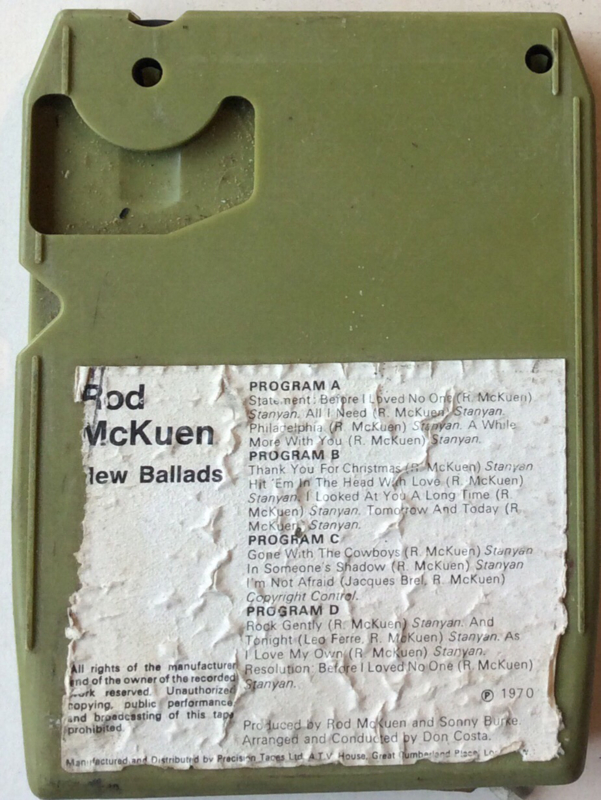 Rod
McKuen
New Ballads
All rights of the manufacturer
and of the owner of the recorded
work reserved. Unauthorized
copying, public performance
and broadcasting of this tape
prohibited.
PROGRAM A
Statement: Before I Loved No One (R. McKuen)
Stanyan. All I Need (R. McKuen) Stanyan.
Philadelphia. (R. McKuen) Stanyan. A While
More With You (R. McKuen) Stanyan.
PROGRAM B
Thank You For Christmas (R. McKuen) Stanyan
Hit 'Em In The Head With Love (R. McKuen)
Stanyan. I Looked At You A Long Time (R.
McKuen) Stanyan. Tomorrow And Today (R.
McKuen) Stanyan.
PROGRAM C
Gone With The Cowboys (R. McKuen) Stanyan
In Someone's Shadow (R. McKuen) Stanyan
I'm Not Afraid (Jacques Brel, R. McKuen)
Copyright Control.
PROGRAM D
Rock Gently (R. McKuen) Stanyan. And
Tonight (Leo Ferre, R. McKuen) Stanyan. As
I Love My Own (R. McKuen) Stanyan.
Resolution: Before I Loved No One (R. McKuen)
Stanyan.
Ⓟ 1970
Produced by Rod McKuen and Sonny Burke.
Arranged and Conducted by Don Costa.
Manufactured and Distributed by Precision Tapes Ltd. A.T.V. House, Great Cumberland Place,